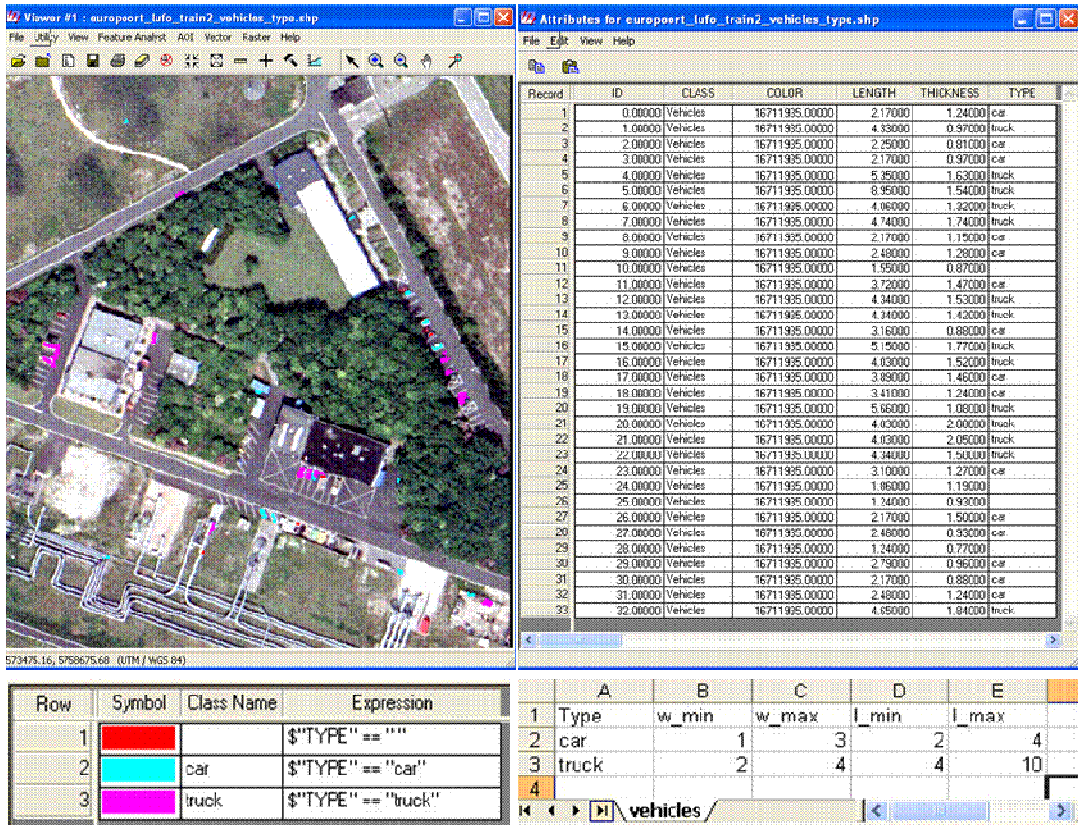 Viewer #1 : europoort_lufo_train2_vehicles_type.shp
File Utility View Feature Analyst AOI Vector Raster Help
573475.16, 5758675.68 (UTM / WGS 84)
Attributes for europoort_lufo_train2_vehicles_type.shp
File Edit View Help
Record ID CLASS COLOR LENGTH THICKNESS TYPE
1 0.00000 Vehicles 16711935.00000 2.17000 1.24000 car
2 1.00000 Vehicles 16711935.00000 4.33000 0.97000 truck
3 2.00000 Vehicles 16711935.00000 2.25000 0.81000 car
4 3.00000 Vehicles 16711935.00000 2.17000 0.97000 car
5 4.00000 Vehicles 16711935.00000 5.35000 1.63000 truck
6 5.00000 Vehicles 16711935.00000 8.95000 1.54000 truck
7 6.00000 Vehicles 16711935.00000 4.06000 1.32000 truck
8 7.00000 Vehicles 16711935.00000 4.74000 1.74000 truck
9 8.00000 Vehicles 16711935.00000 2.17000 1.15000 car
10 9.00000 Vehicles 16711935.00000 2.48000 1.28000 car
11 10.00000 Vehicles 16711935.00000 1.55000 0.87000
12 11.00000 Vehicles 16711935.00000 3.72000 1.47000 car
13 12.00000 Vehicles 16711935.00000 4.34000 1.53000 truck
14 13.00000 Vehicles 16711935.00000 4.34000 1.42000 truck
15 14.00000 Vehicles 16711935.00000 3.16000 0.88000 car
16 15.00000 Vehicles 16711935.00000 5.15000 1.77000 truck
17 16.00000 Vehicles 16711935.00000 4.03000 1.52000 truck
18 17.00000 Vehicles 16711935.00000 3.89000 1.46000 car
19 18.00000 Vehicles 16711935.00000 3.41000 1.24000 car
20 19.00000 Vehicles 16711935.00000 5.66000 1.08000 truck
21 20.00000 Vehicles 16711935.00000 4.03000 2.00000 truck
22 21.00000 Vehicles 16711935.00000 4.03000 2.05000 truck
23 22.00000 Vehicles 16711935.00000 4.34000 1.50000 truck
24 23.00000 Vehicles 16711935.00000 3.10000 1.27000 car
25 24.00000 Vehicles 16711935.00000 1.86000 1.19000
26 25.00000 Vehicles 16711935.00000 1.24000 0.93000
27 26.00000 Vehicles 16711935.00000 2.17000 1.50000 car
28 27.00000 Vehicles 16711935.00000 2.48000 0.93000 car
29 28.00000 Vehicles 16711935.00000 1.24000 0.77000
30 29.00000 Vehicles 16711935.00000 2.79000 0.96000 car
31 30.00000 Vehicles 16711935.00000 2.17000 0.88000 car
32 31.00000 Vehicles 16711935.00000 2.48000 1.24000 car
33 32.00000 Vehicles 16711935.00000 4.65000 1.84000 truck
Row Symbol Class Name Expression
1 $"TYPE" == ""
2 car $"TYPE" == "car"
3 truck $"TYPE" == "truck"
A B C D E
1 Type w_min w_max l_min l_max
2 car 1 3 2 4
3 truck 2 4 4 10
4
vehicles